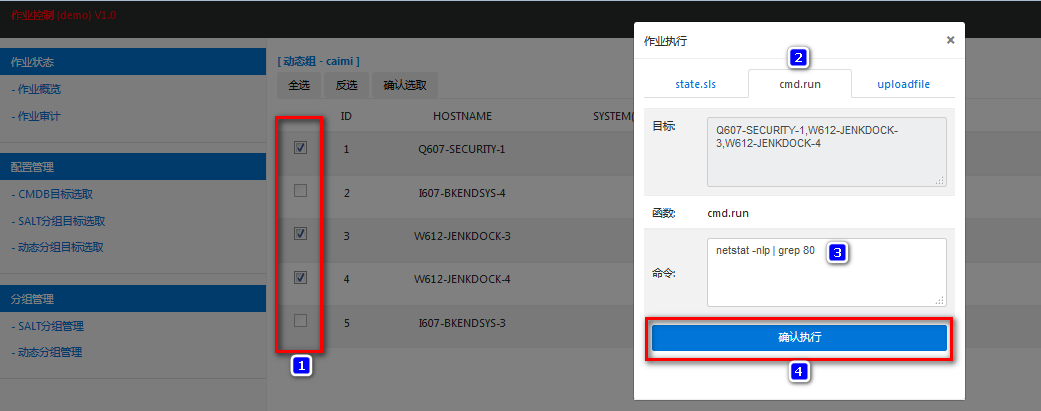 作业控制 (demo) V1.0
作业状态
- 作业概览
- 作业审计
配置管理
- CMDB目标选取
- SALT分组目标选取
- 动态分组目标选取
分组管理
- SALT分组管理
- 动态分组管理
[ 动态组 - caimi ]
全选 反选 确认选取
ID HOSTNAME SYSTEM(
1 Q607-SECURITY-1
2 I607-BKENDSYS-4
3 W612-JENKDOCK-3
4 W612-JENKDOCK-4
5 I607-BKENDSYS-3
1
作业执行 ×
2
state.sls cmd.run uploadfile
目标: Q607-SECURITY-1,W612-JENKDOCK-
3,W612-JENKDOCK-4
函数: cmd.run
命令: netstat -nlp | grep 80
3
确认执行
4